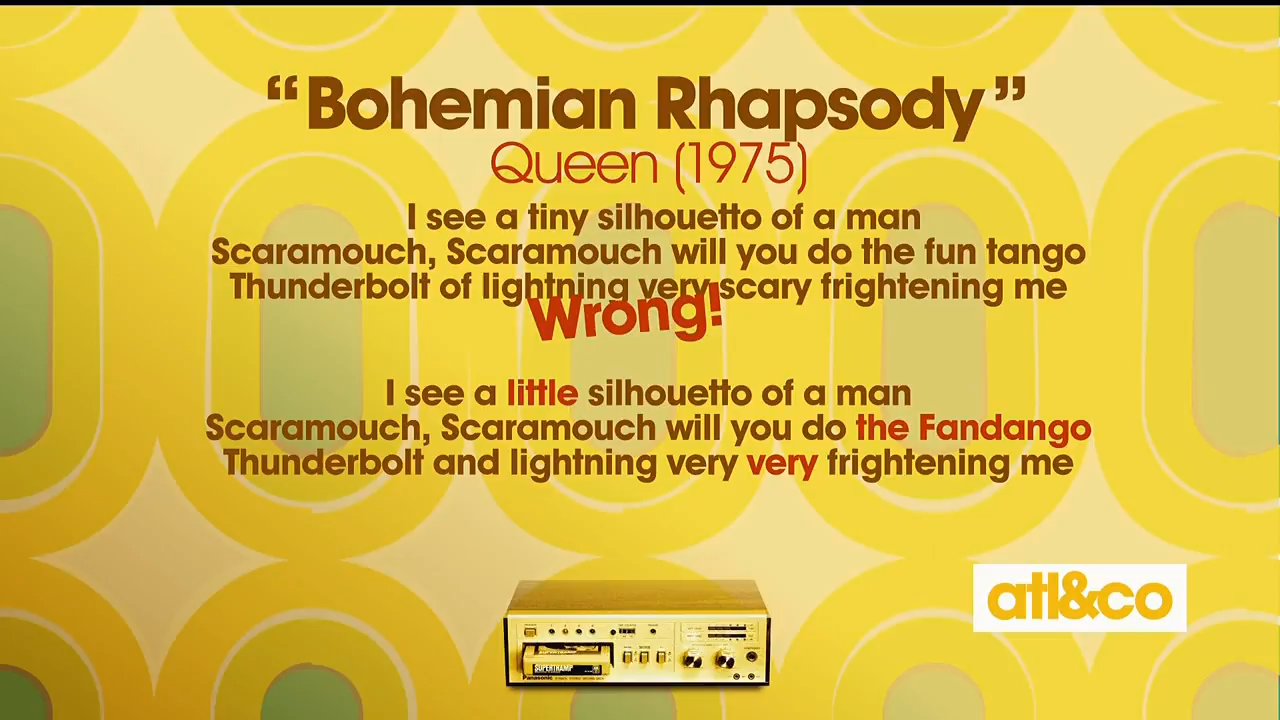 “Bohemian Rhapsody”
Queen (1975)
I see a tiny silhouetto of a man
Scaramouch, Scaramouch will you do the fun tango
Thunderbolt of lightning very scary frightening me
Wrong!
I see a little silhouetto of a man
Scaramouch, Scaramouch will you do the Fandango
Thunderbolt and lightning very very frightening me
atl&co
SUPERTRAMP
Panasonic